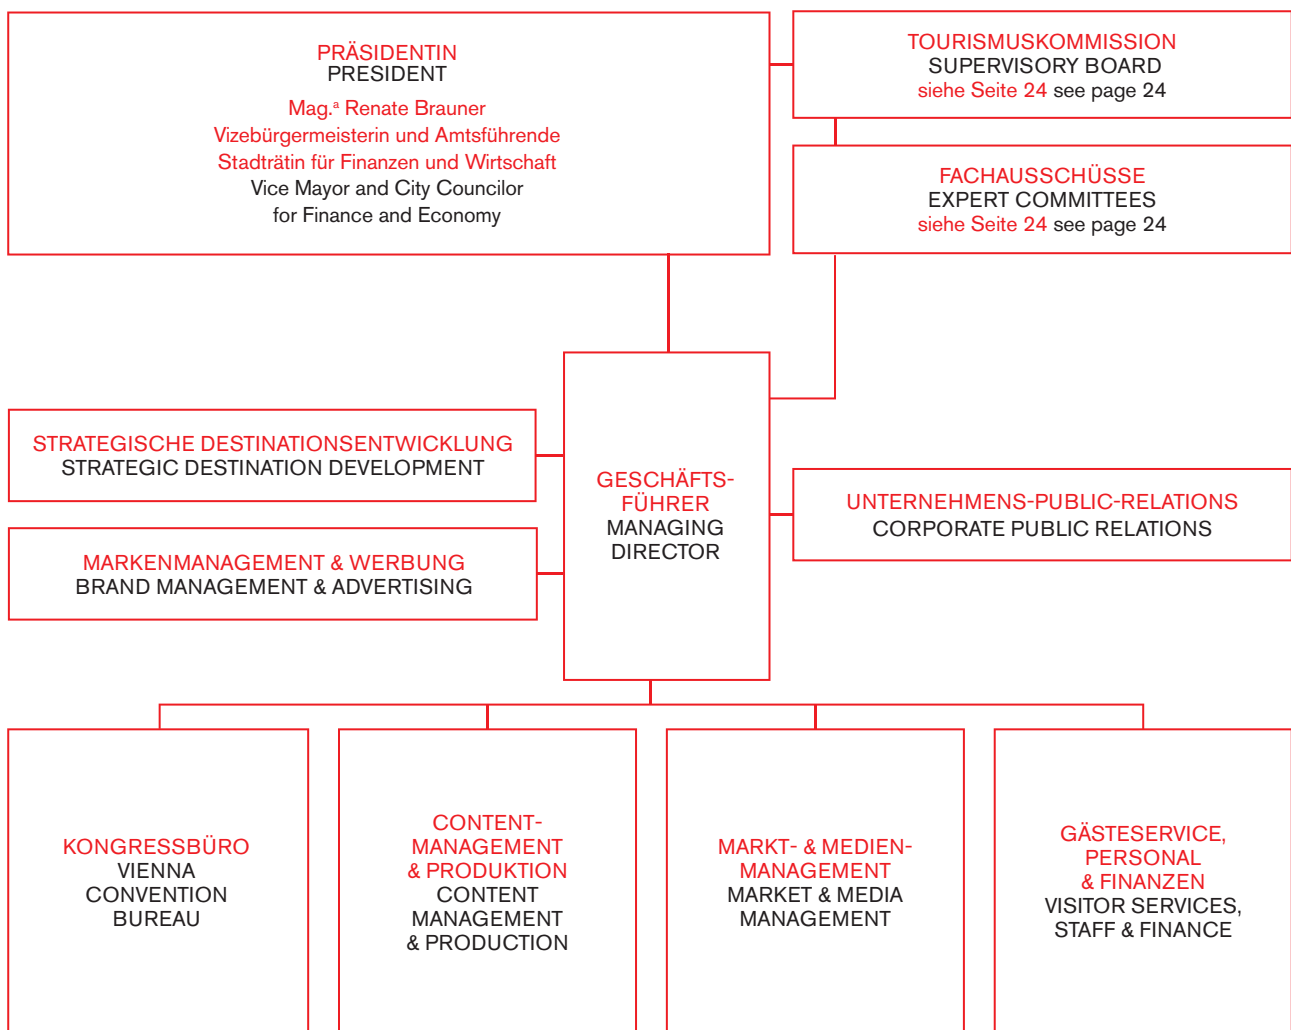 PRÄSIDENTIN
PRESIDENT
Mag.ᵃ Renate Brauner
Vizebürgermeisterin und Amtsführende
Stadträtin für Finanzen und Wirtschaft
Vice Mayor and City Councilor
for Finance and Economy
TOURISMUSKOMMISSION
SUPERVISORY BOARD
siehe Seite 24 see page 24
FACHAUSSCHÜSSE
EXPERT COMMITTEES
siehe Seite 24 see page 24
STRATEGISCHE DESTINATIONSENTWICKLUNG
STRATEGIC DESTINATION DEVELOPMENT
MARKENMANAGEMENT & WERBUNG
BRAND MANAGEMENT & ADVERTISING
GESCHÄFTS-
FÜHRER
MANAGING
DIRECTOR
UNTERNEHMENS-PUBLIC-RELATIONS
CORPORATE PUBLIC RELATIONS
KONGRESSBÜRO
VIENNA
CONVENTION
BUREAU
CONTENT-
MANAGEMENT
& PRODUKTION
CONTENT
MANAGEMENT
& PRODUCTION
MARKT- & MEDIEN-
MANAGEMENT
MARKET & MEDIA
MANAGEMENT
GÄSTESERVICE,
PERSONAL
& FINANZEN
VISITOR SERVICES,
STAFF & FINANCE